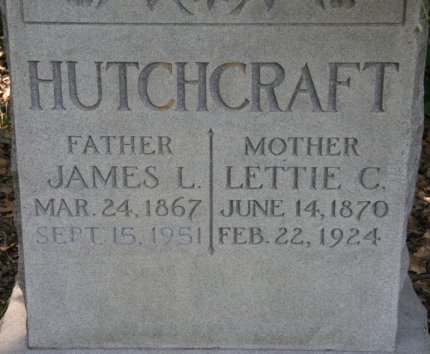 HUTCHCRAFT
FATHER
JAMES L.
MAR. 24, 1867
SEPT. 15, 1951
MOTHER
LETTIE C.
JUNE 14, 1870
FEB. 22, 1924